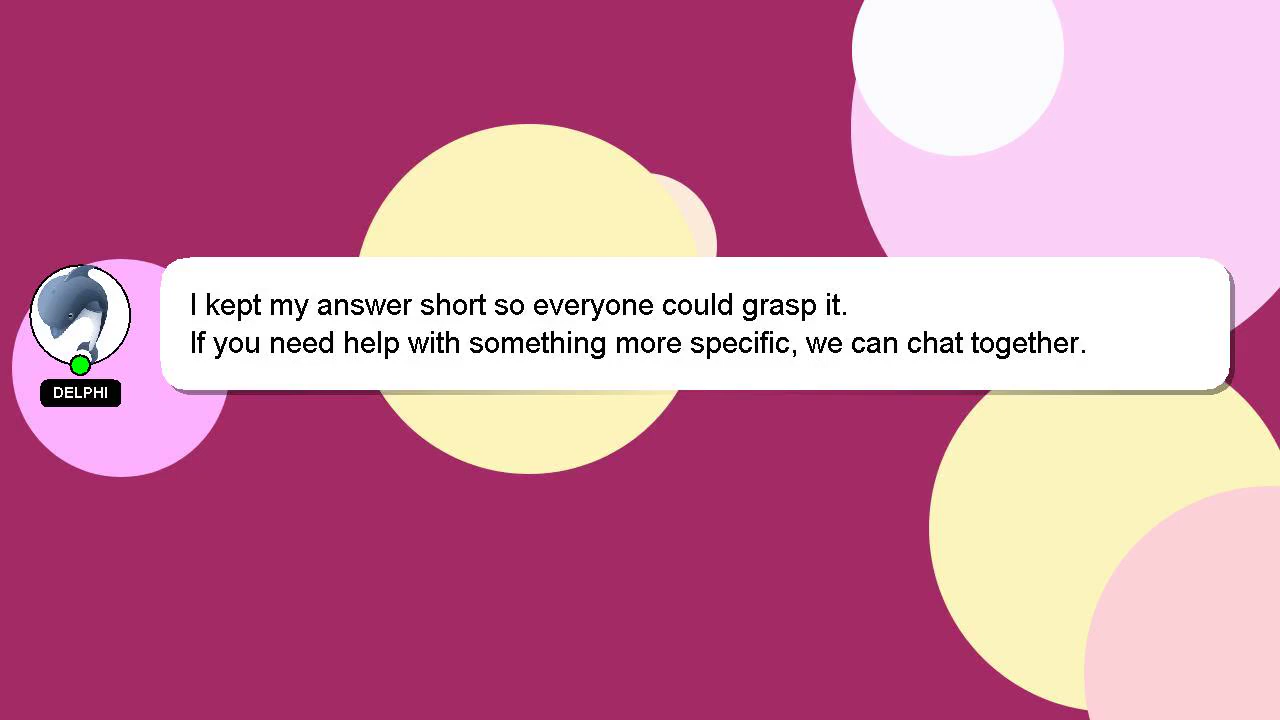 I kept my answer short so everyone could grasp it.
If you need help with something more specific, we can chat together.
DELPHI